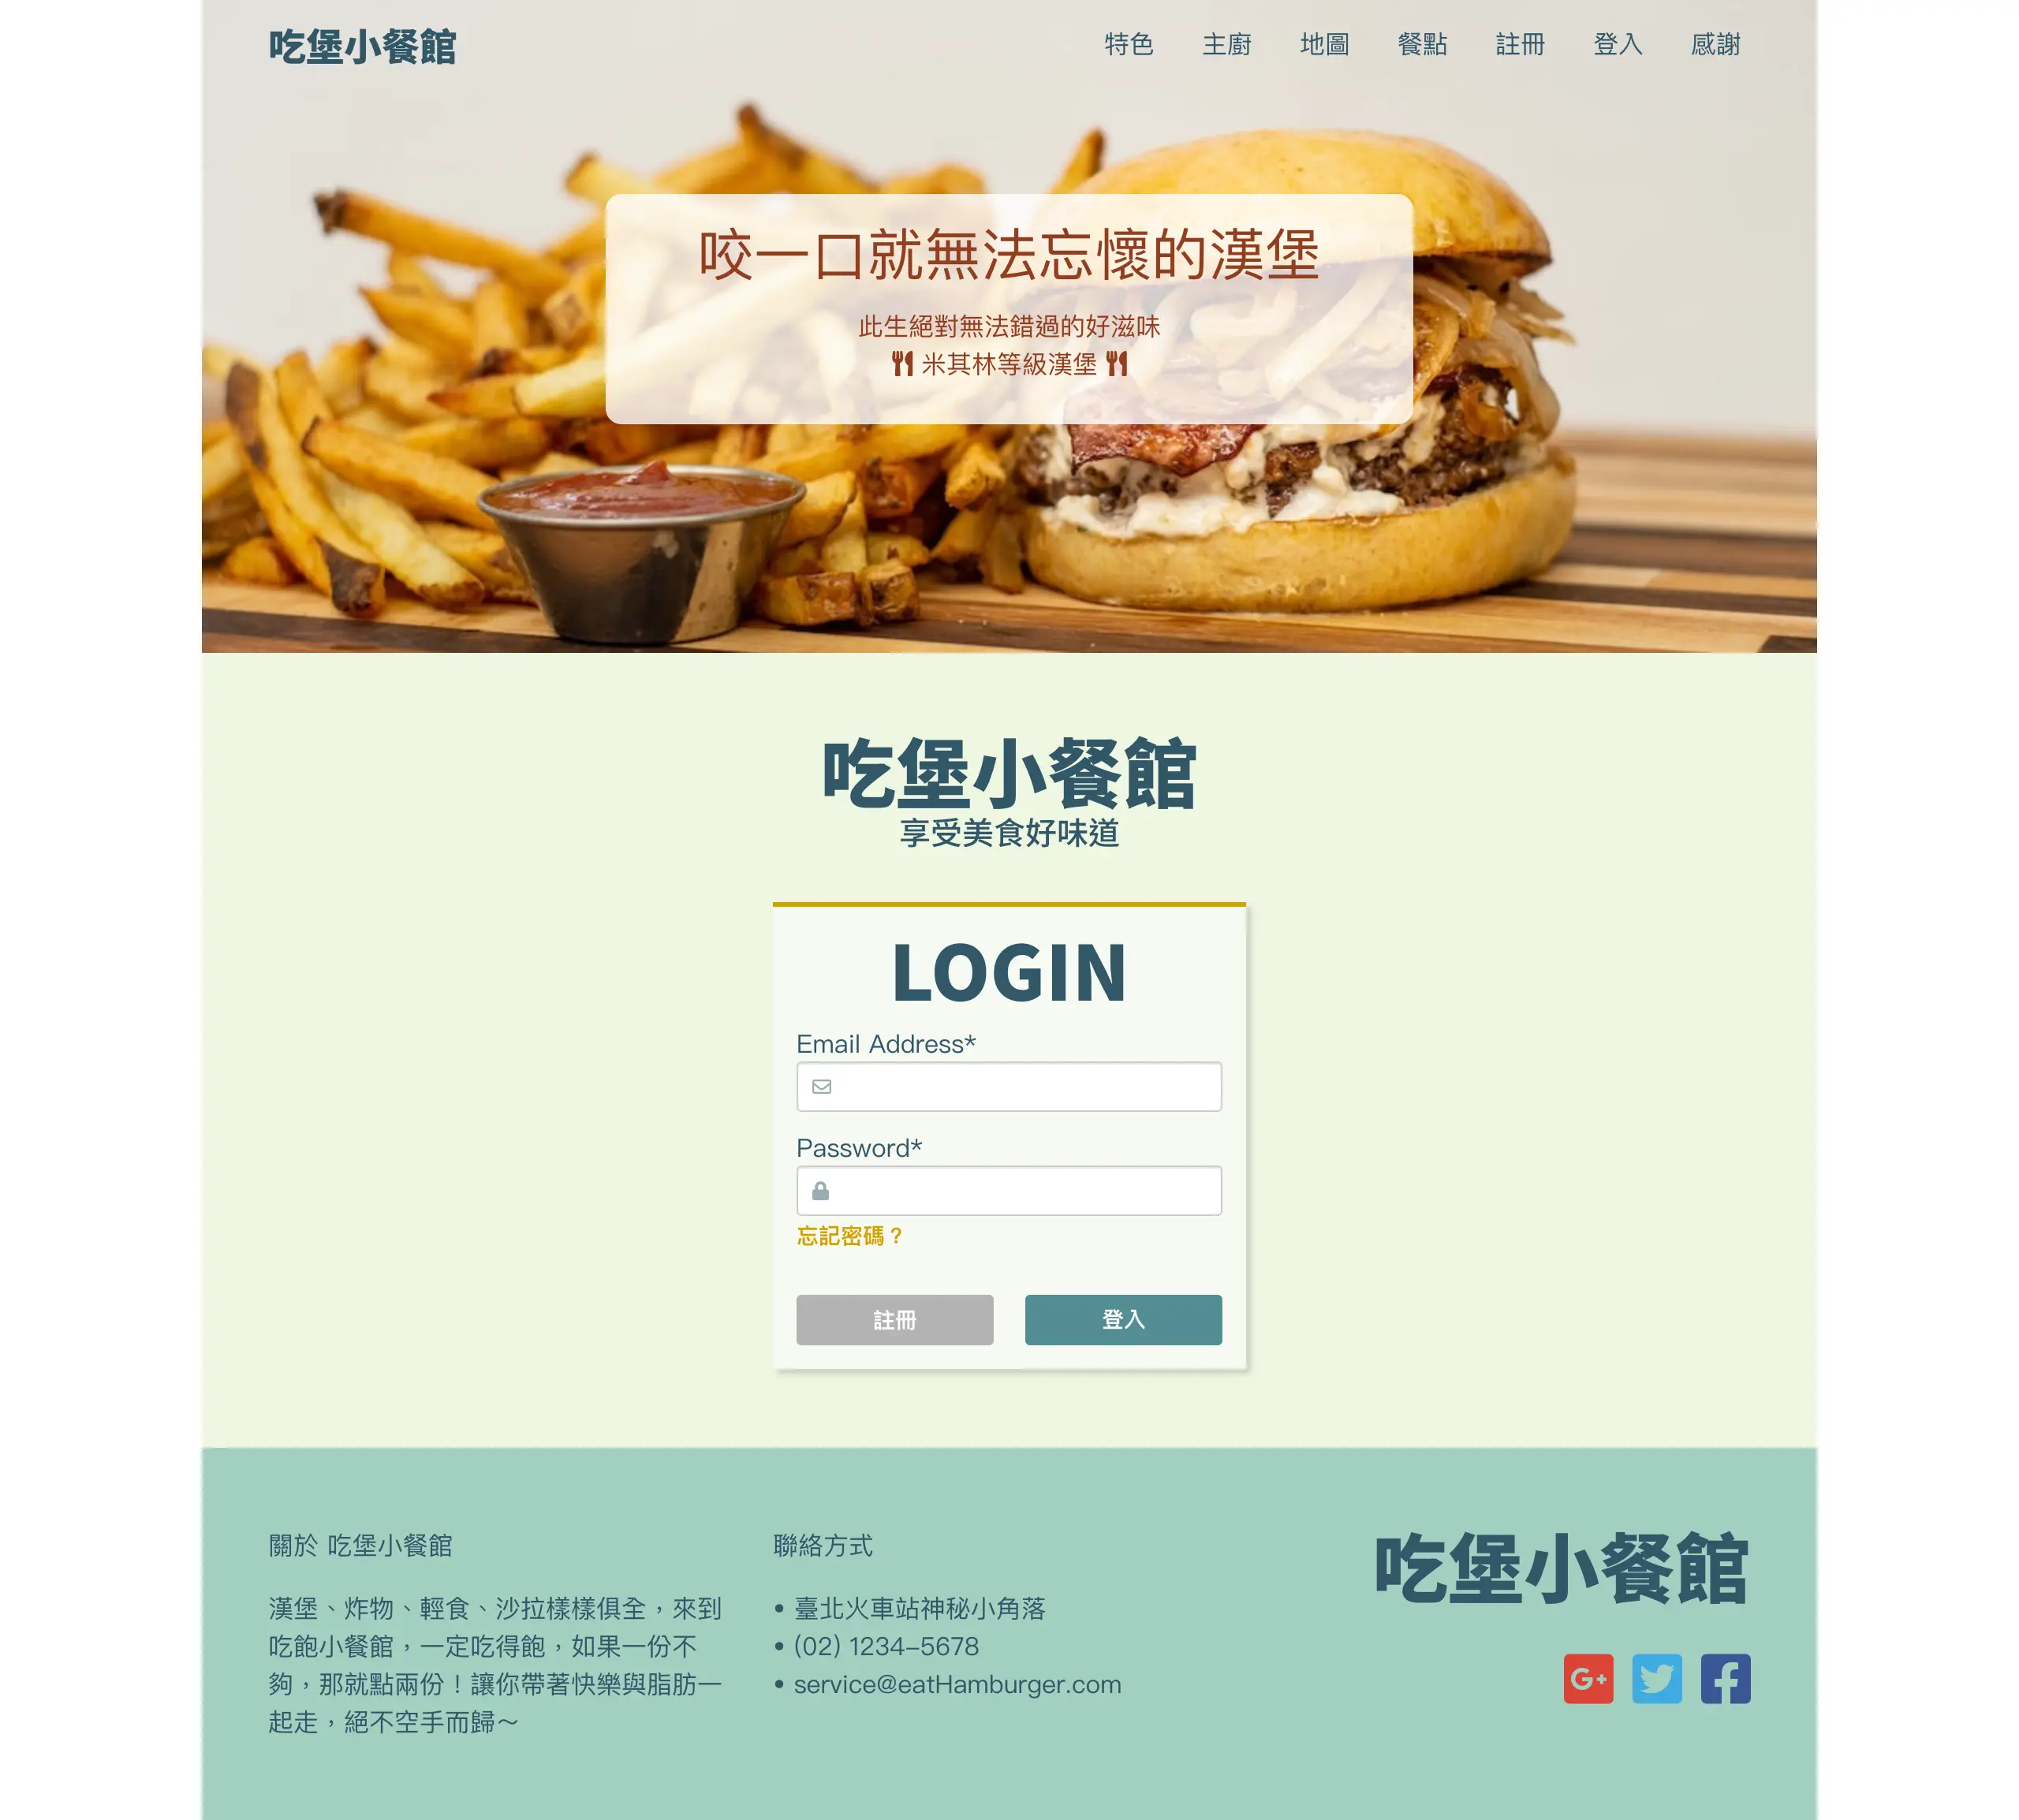 吃堡小餐館
特色 主廚 地圖 餐點 註冊 登入 感謝
咬一口就無法忘懷的漢堡
此生絕對無法錯過的好滋味
米其林等級漢堡
吃堡小餐館
享受美食好味道
LOGIN
Email Address*
Password*
忘記密碼？
註冊 登入
關於 吃堡小餐館
漢堡、炸物、輕食、沙拉樣樣俱全，來到
吃飽小餐館，一定吃得飽，如果一份不
夠，那就點兩份！讓你帶著快樂與脂肪一
起走，絕不空手而歸～
聯絡方式
• 臺北火車站神秘小角落
• (02) 1234-5678
• service@eatHamburger.com
吃堡小餐館
G+